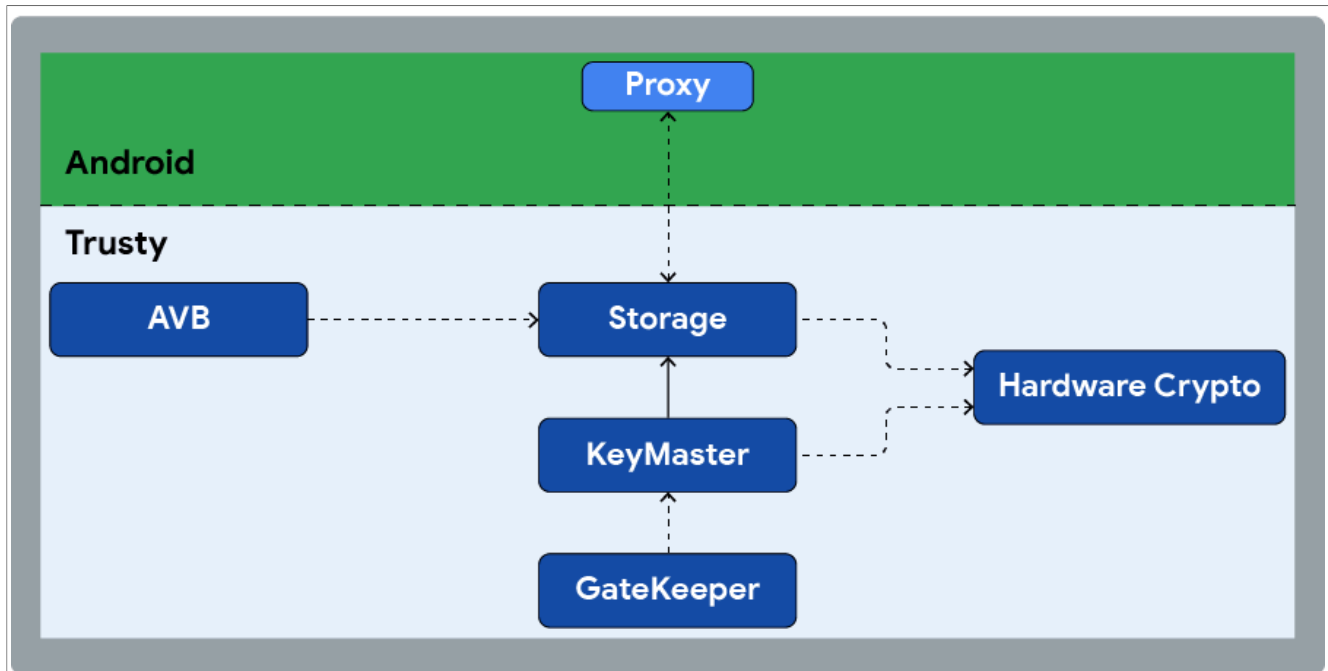 Proxy
Android
Trusty
AVB
Storage
Hardware Crypto
KeyMaster
GateKeeper